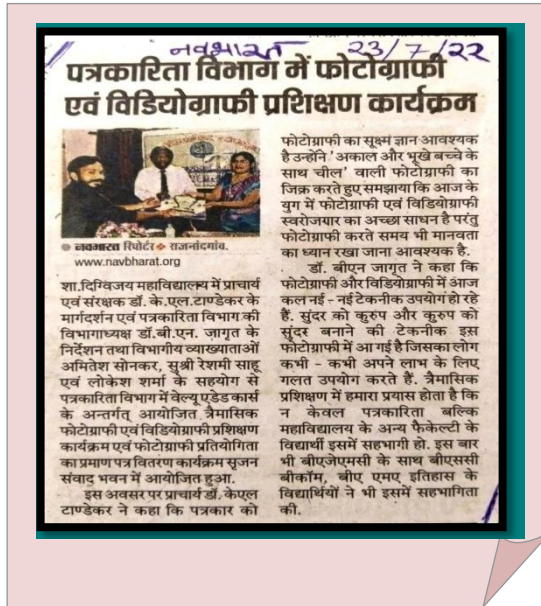 नवभारत 23/7/22
पत्रकारिता विभाग में फोटोग्राफी
एवं विडियोग्राफी प्रशिक्षण कार्यक्रम
नवभारत रिपोर्टर राजनांदगांव.
www.navbharat.org
शा.दिग्विजय महाविद्यालय में प्राचार्य
एवं संरक्षक डॉ. के.एल.टाण्डेकर के
मार्गदर्शन एवं पत्रकारिता विभाग की
विभागाध्यक्ष डॉ.बी.एन. जागृत के
निर्देशन तथा विभागीय व्याख्याताओं
अमितेश सोनकर, सुश्री रेशमी साहू
एवं लोकेश शर्मा के सहयोग से
पत्रकारिता विभाग में वेल्यू एडेड कार्स
के अन्तर्गत् आयोजित त्रैमासिक
फोटोग्राफी एवं विडियोग्राफी प्रशिक्षण
कार्यक्रम एवं फोटोग्राफी प्रतियोगिता
का प्रमाण पत्र वितरण कार्यक्रम सृजन
संवाद भवन में आयोजित हुआ.
इस अवसर पर प्राचार्य डॉ. केएल
टाण्डेकर ने कहा कि पत्रकार को
फोटोग्राफी का सूक्ष्म ज्ञान आवश्यक
है उन्होंने 'अकाल और भूखे बच्चे के
साथ चील' वाली फोटोग्राफी का
जिक्र करते हुए समझाया कि आज के
युग में फोटोग्राफी एवं विडियोग्राफी
स्वरोजगार का अच्छा साधन है परंतु
फोटोग्राफी करते समय भी मानवता
का ध्यान रखा जाना आवश्यक है.
डॉ. बीएन जागृत ने कहा कि
फोटोग्राफी और विडियोग्राफी में आज
कल नई - नई टेकनीक उपयोग हो रहे
हैं. सुंदर को कुरुप और कुरुप को
सुंदर बनाने की टेकनीक इस
फोटोग्राफी में आ गई है जिसका लोग
कभी - कभी अपने लाभ के लिए
गलत उपयोग करते हैं. त्रैमासिक
प्रशिक्षण में हमारा प्रयास होता है कि
न केवल पत्रकारिता बल्कि
महाविद्यालय के अन्य फैकेल्टी के
विद्यार्थी इसमें सहभागी हो. इस बार
भी बीएजेएमसी के साथ बीएससी
बीकॉम, बीए एमए इतिहास के
विद्यार्थियों ने भी इसमें सहभागिता
की.